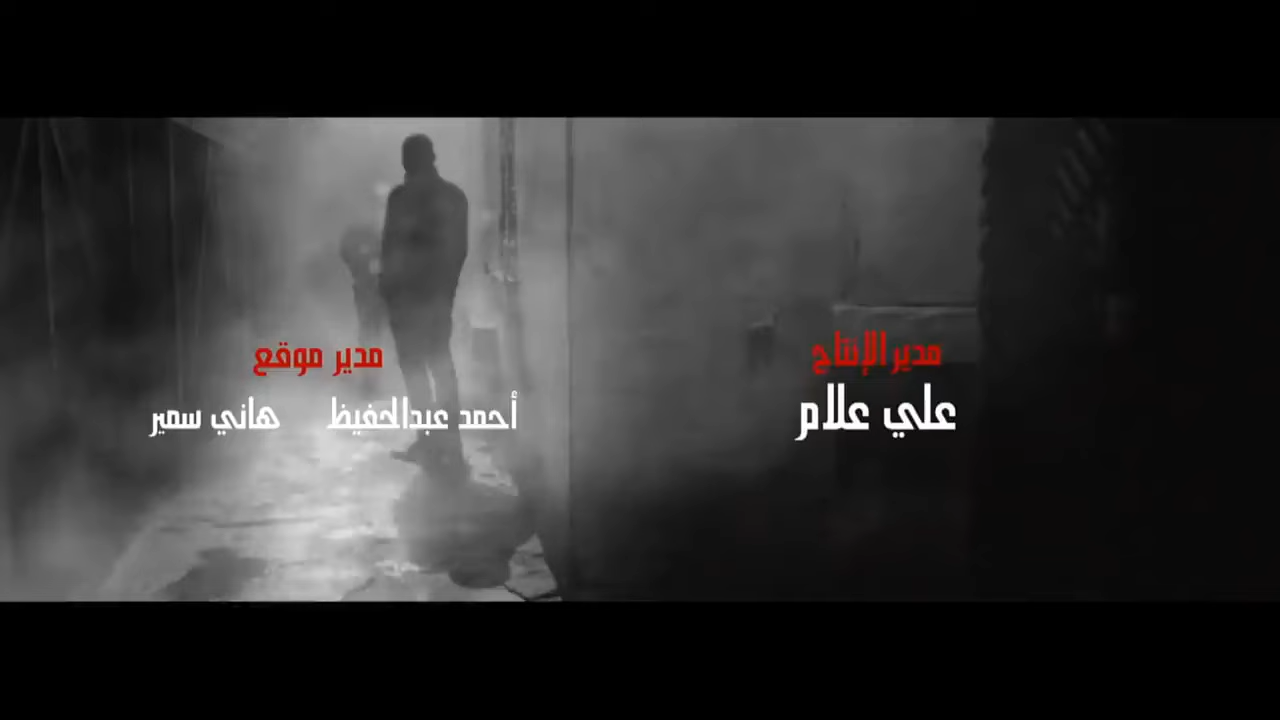 مدير الإنتاج
علي علام
مدير موقع
أحمد عبدالحفيظ هاني سمير